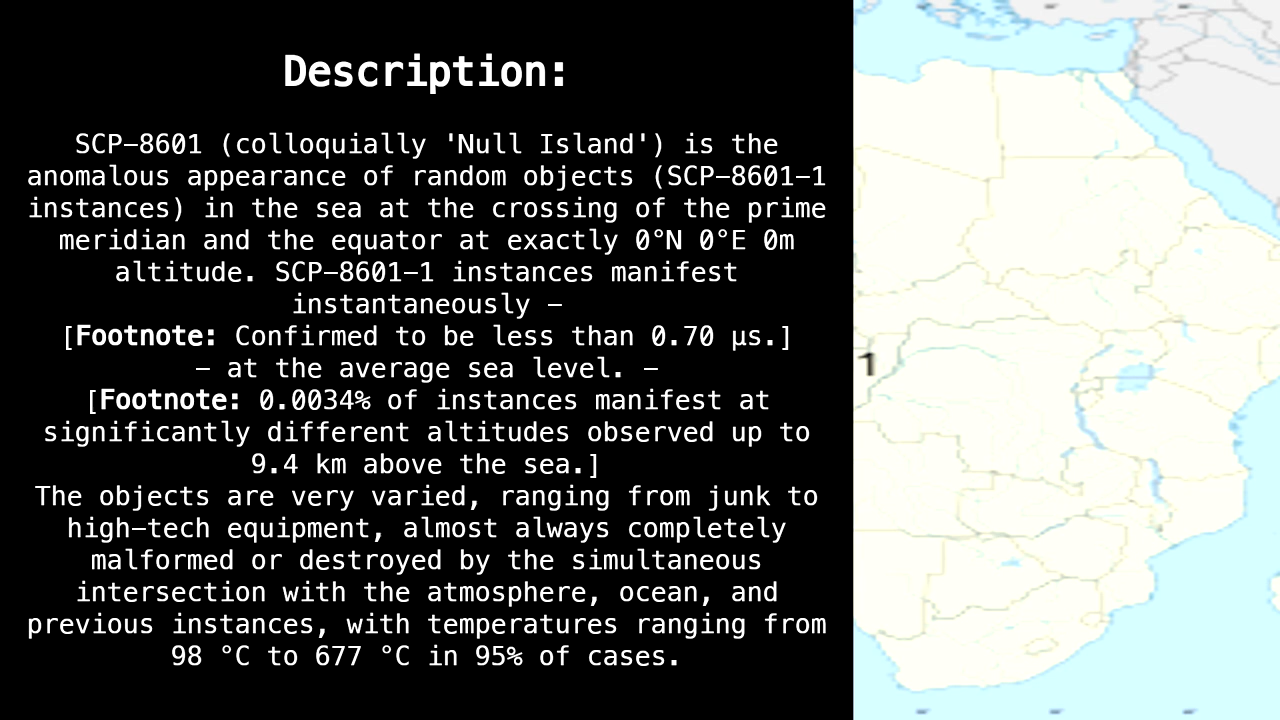 Description:
SCP-8601 (colloquially 'Null Island') is the
anomalous appearance of random objects (SCP-8601-1
instances) in the sea at the crossing of the prime
meridian and the equator at exactly 0°N 0°E 0m
altitude. SCP-8601-1 instances manifest
instantaneously –
[Footnote: Confirmed to be less than 0.70 µs.]
– at the average sea level. –
[Footnote: 0.0034% of instances manifest at
significantly different altitudes observed up to
9.4 km above the sea.]
The objects are very varied, ranging from junk to
high-tech equipment, almost always completely
malformed or destroyed by the simultaneous
intersection with the atmosphere, ocean, and
previous instances, with temperatures ranging from
98 °C to 677 °C in 95% of cases.
1